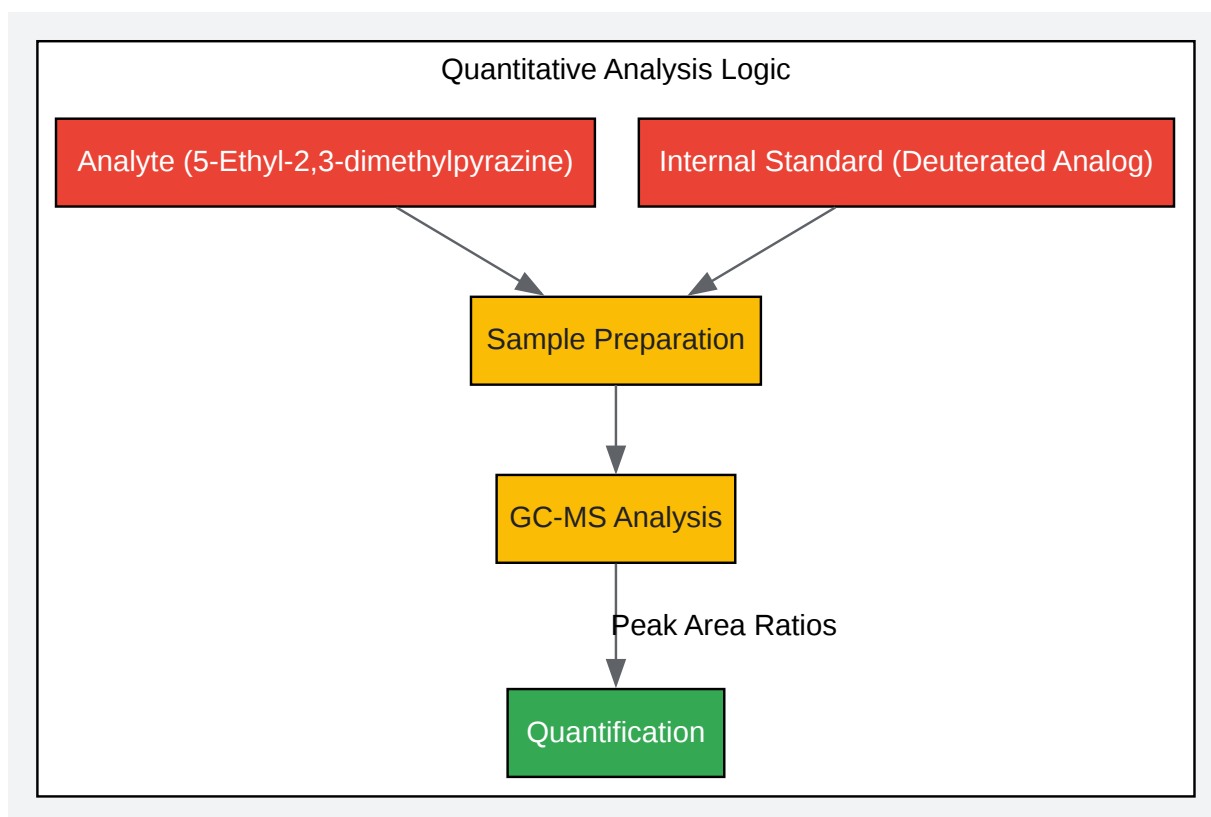 Quantitative Analysis Logic
Analyte (5-Ethyl-2,3-dimethylpyrazine)
Internal Standard (Deuterated Analog)
Sample Preparation
GC-MS Analysis
Peak Area Ratios
Quantification